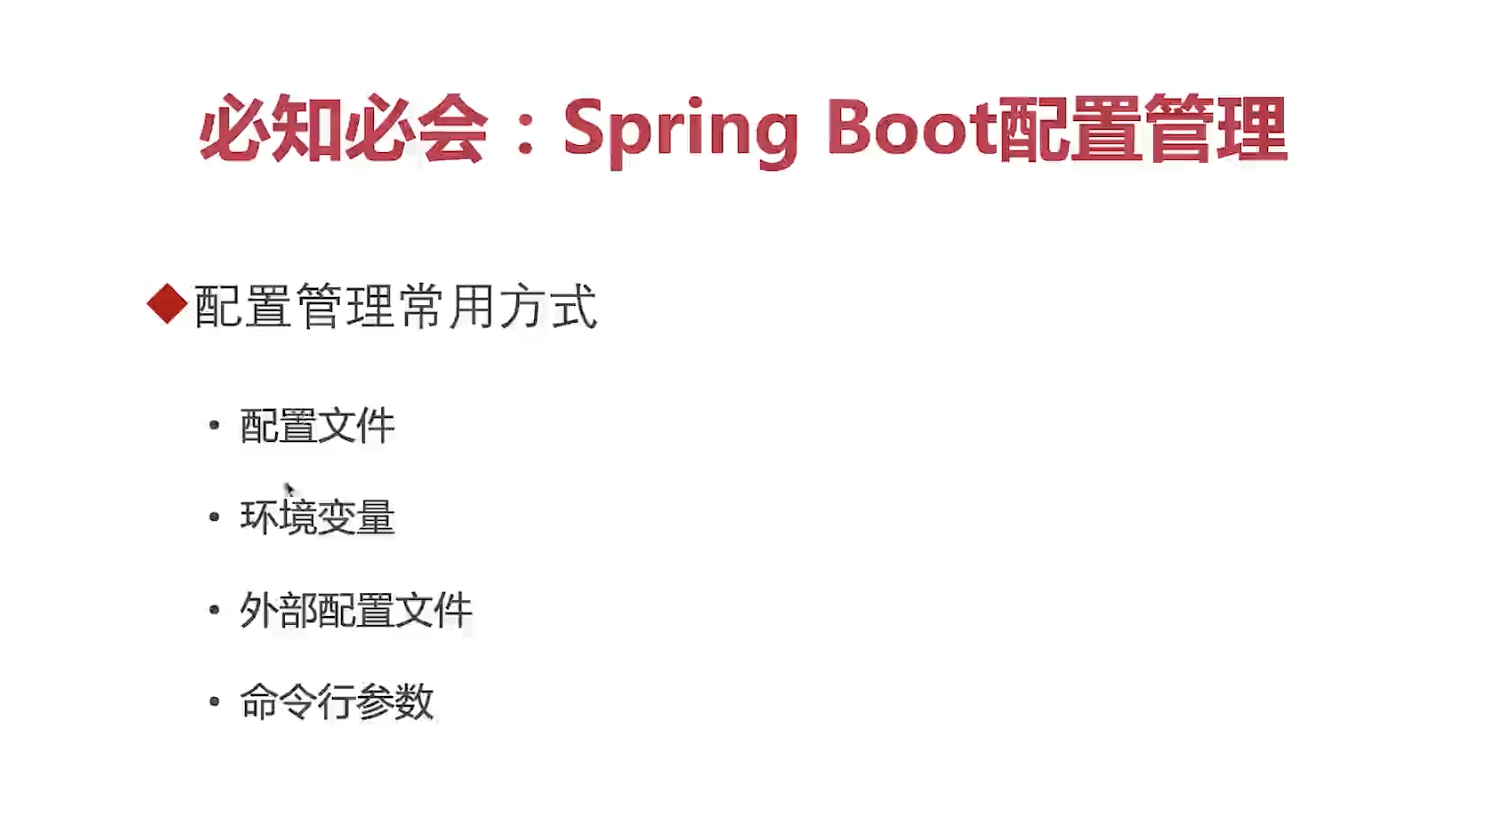 必知必会：Spring Boot配置管理
◆配置管理常用方式
• 配置文件
• 环境变量
• 外部配置文件
• 命令行参数